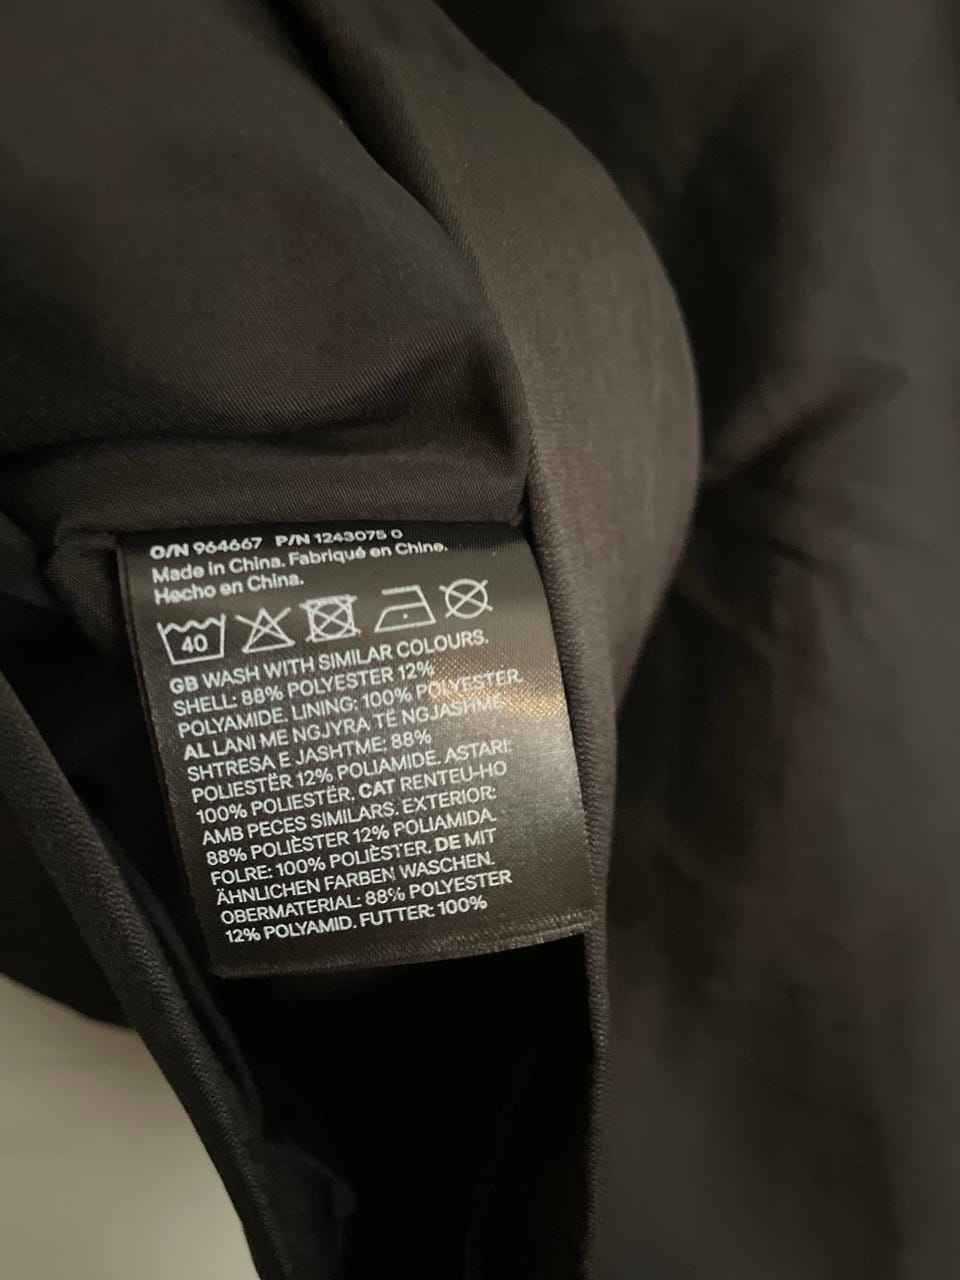 O/N 964667 P/N 1243075 0
Made in China. Fabriqué en Chine.
Hecho en China.
40
GB WASH WITH SIMILAR COLOURS.
SHELL: 88% POLYESTER 12%
POLYAMIDE. LINING: 100% POLYESTER.
AL LANI ME NGJYRA TË NGJASHME
SHTRESA E JASHTME: 88%
POLIESTËR 12% POLIAMIDE. ASTARI:
100% POLIESTËR. CAT RENTEU-HO
AMB PECES SIMILARS. EXTERIOR:
88% POLIÈSTER 12% POLIAMIDA.
FOLRE: 100% POLIÈSTER. DE MIT
ÄHNLICHEN FARBEN WASCHEN.
OBERMATERIAL: 88% POLYESTER
12% POLYAMID. FUTTER: 100%